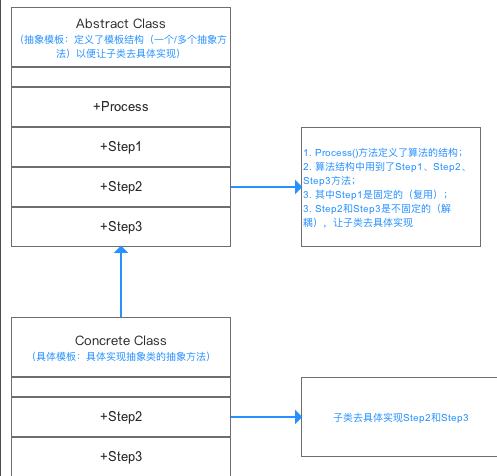 Abstract Class
（抽象模板：定义了模板结构（一个/多个抽象方
法）以便让子类去具体实现）
+Process
+Step1
+Step2
+Step3
1. Process()方法定义了算法的结构；
2. 算法结构中用到了Step1、Step2、
Step3方法；
3. 其中Step1是固定的（复用）；
3. Step2和Step3是不固定的（解
耦），让子类去具体实现
Concrete Class
（具体模板：具体实现抽象类的抽象方法）
+Step2
+Step3
子类去具体实现Step2和Step3